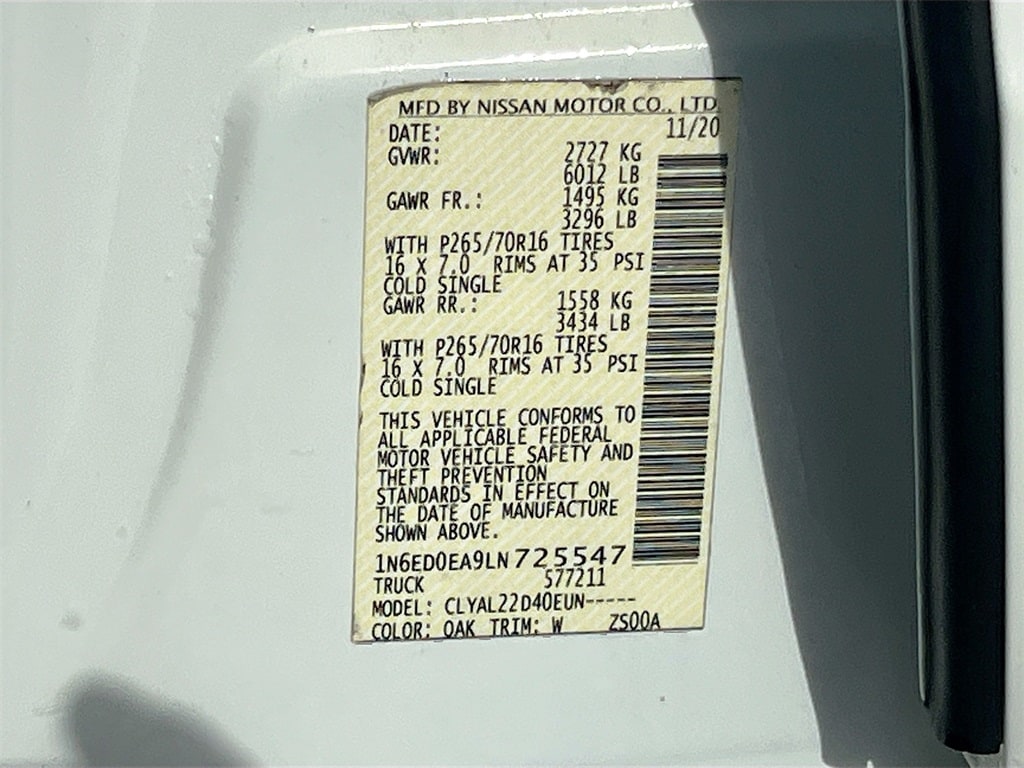 MFD BY NISSAN MOTOR CO., LTD.
DATE: 11/20
GVWR: 2727 KG
6012 LB
GAWR FR.: 1495 KG
3296 LB
WITH P265/70R16 TIRES
16 X 7.0 RIMS AT 35 PSI
COLD SINGLE
GAWR RR.: 1558 KG
3434 LB
WITH P265/70R16 TIRES
16 X 7.0 RIMS AT 35 PSI
COLD SINGLE
THIS VEHICLE CONFORMS TO
ALL APPLICABLE FEDERAL
MOTOR VEHICLE SAFETY AND
THEFT PREVENTION
STANDARDS IN EFFECT ON
THE DATE OF MANUFACTURE
SHOWN ABOVE.
1N6ED0EA9LN725547
TRUCK 577211
MODEL: CLYAL22D40EUN-----
COLOR: QAK TRIM: W ZS00A